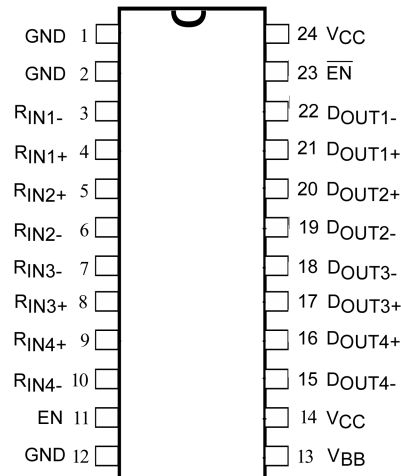 GND 1 24 VCC
GND 2 23 E̅N̅
RIN1- 3 22 DOUT1-
RIN1+ 4 21 DOUT1+
RIN2+ 5 20 DOUT2+
RIN2- 6 19 DOUT2-
RIN3- 7 18 DOUT3-
RIN3+ 8 17 DOUT3+
RIN4+ 9 16 DOUT4+
RIN4- 10 15 DOUT4-
EN 11 14 VCC
GND 12 13 VBB